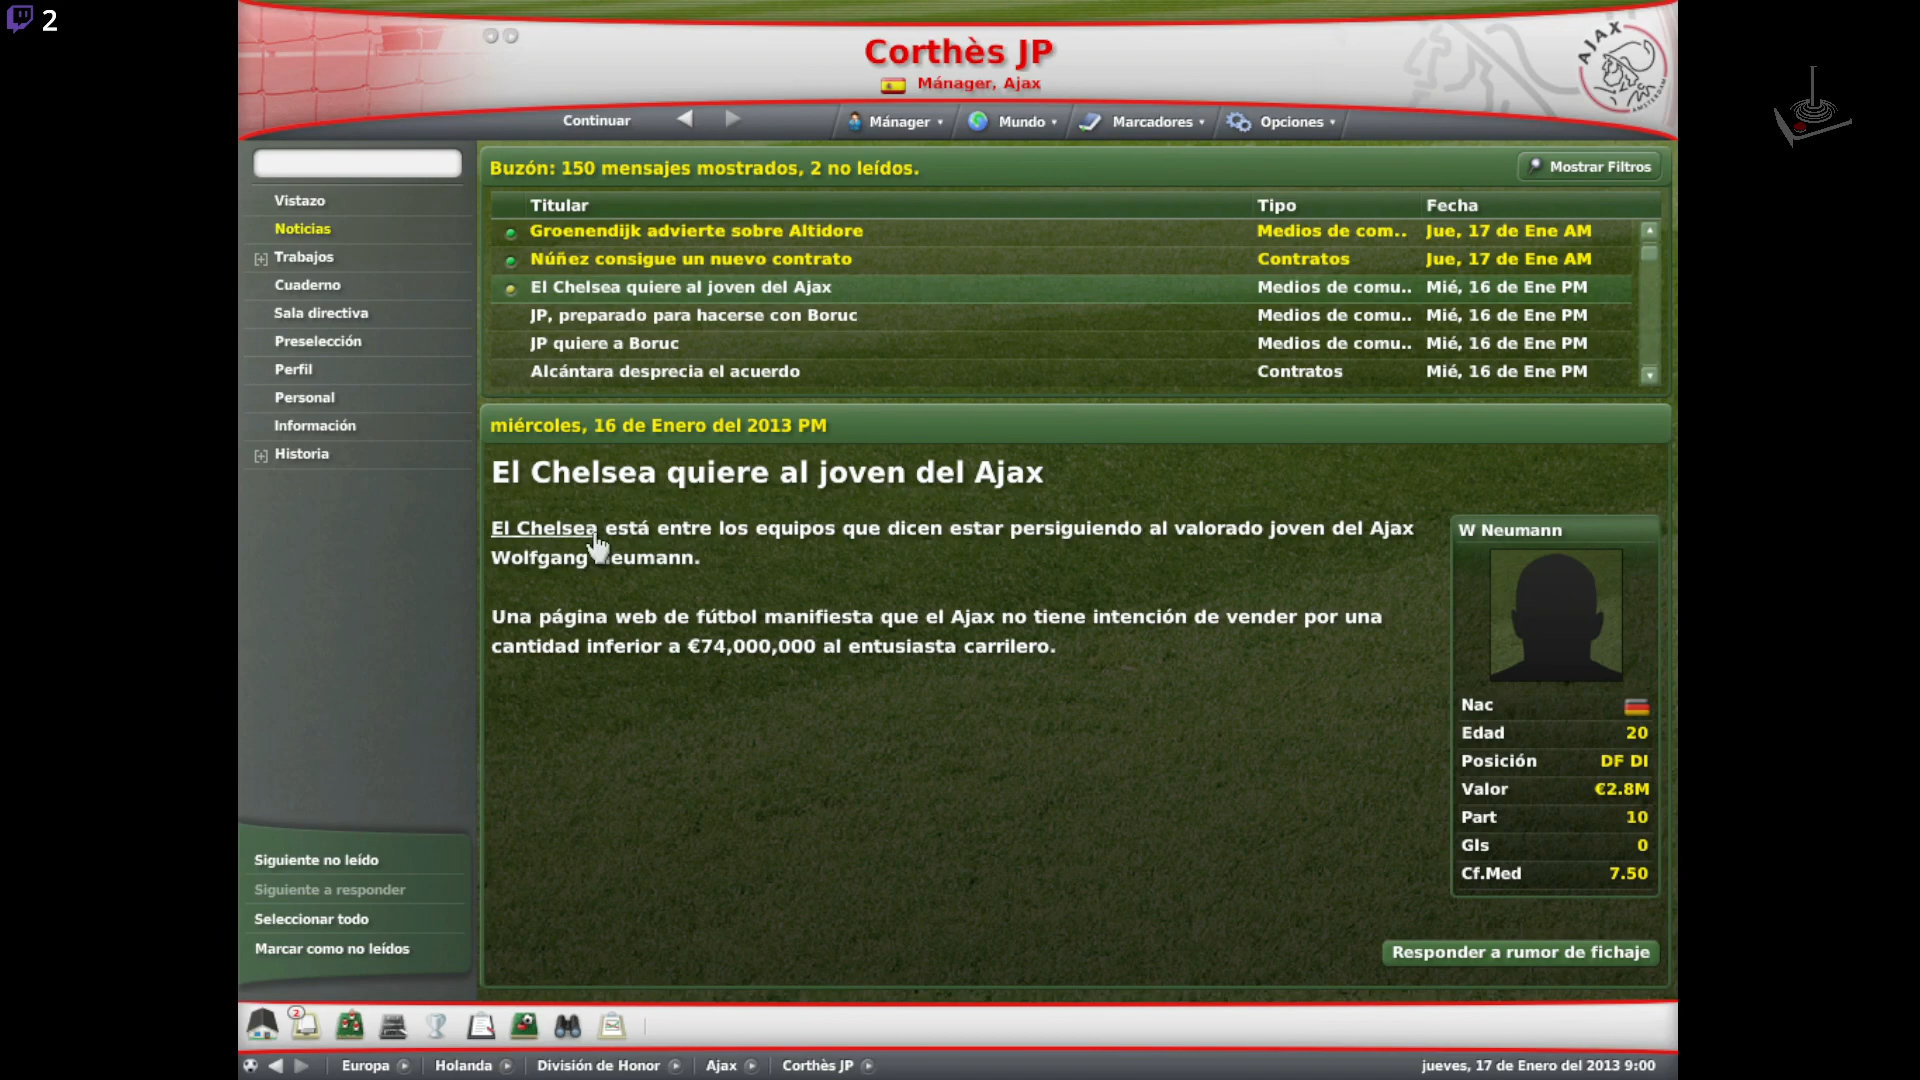 2
Corthès JP
Mánager, Ajax
AJAX
AMSTERDAM
Continuar
Mánager
Mundo
Marcadores
Opciones
Vistazo
Noticias
[+] Trabajos
Cuaderno
Sala directiva
Preselección
Perfil
Personal
Información
[+] Historia
Buzón: 150 mensajes mostrados, 2 no leídos.
Mostrar Filtros
Titular Tipo Fecha
Groenendijk advierte sobre Altidore Medios de com.. Jue, 17 de Ene AM
Núñez consigue un nuevo contrato Contratos Jue, 17 de Ene AM
El Chelsea quiere al joven del Ajax Medios de comu.. Mié, 16 de Ene PM
JP, preparado para hacerse con Boruc Medios de comu.. Mié, 16 de Ene PM
JP quiere a Boruc Medios de comu.. Mié, 16 de Ene PM
Alcántara desprecia el acuerdo Contratos Mié, 16 de Ene PM
miércoles, 16 de Enero del 2013 PM
El Chelsea quiere al joven del Ajax
El Chelsea está entre los equipos que dicen estar persiguiendo al valorado joven del Ajax
Wolfgang eumann.
Una página web de fútbol manifiesta que el Ajax no tiene intención de vender por una
cantidad inferior a €74,000,000 al entusiasta carrilero.
W Neumann
Nac
Edad 20
Posición DF DI
Valor €2.8M
Part 10
Gls 0
Cf.Med 7.50
Responder a rumor de fichaje
Siguiente no leído
Siguiente a responder
Seleccionar todo
Marcar como no leídos
2
Europa
Holanda
División de Honor
Ajax
Corthès JP
jueves, 17 de Enero del 2013 9:00